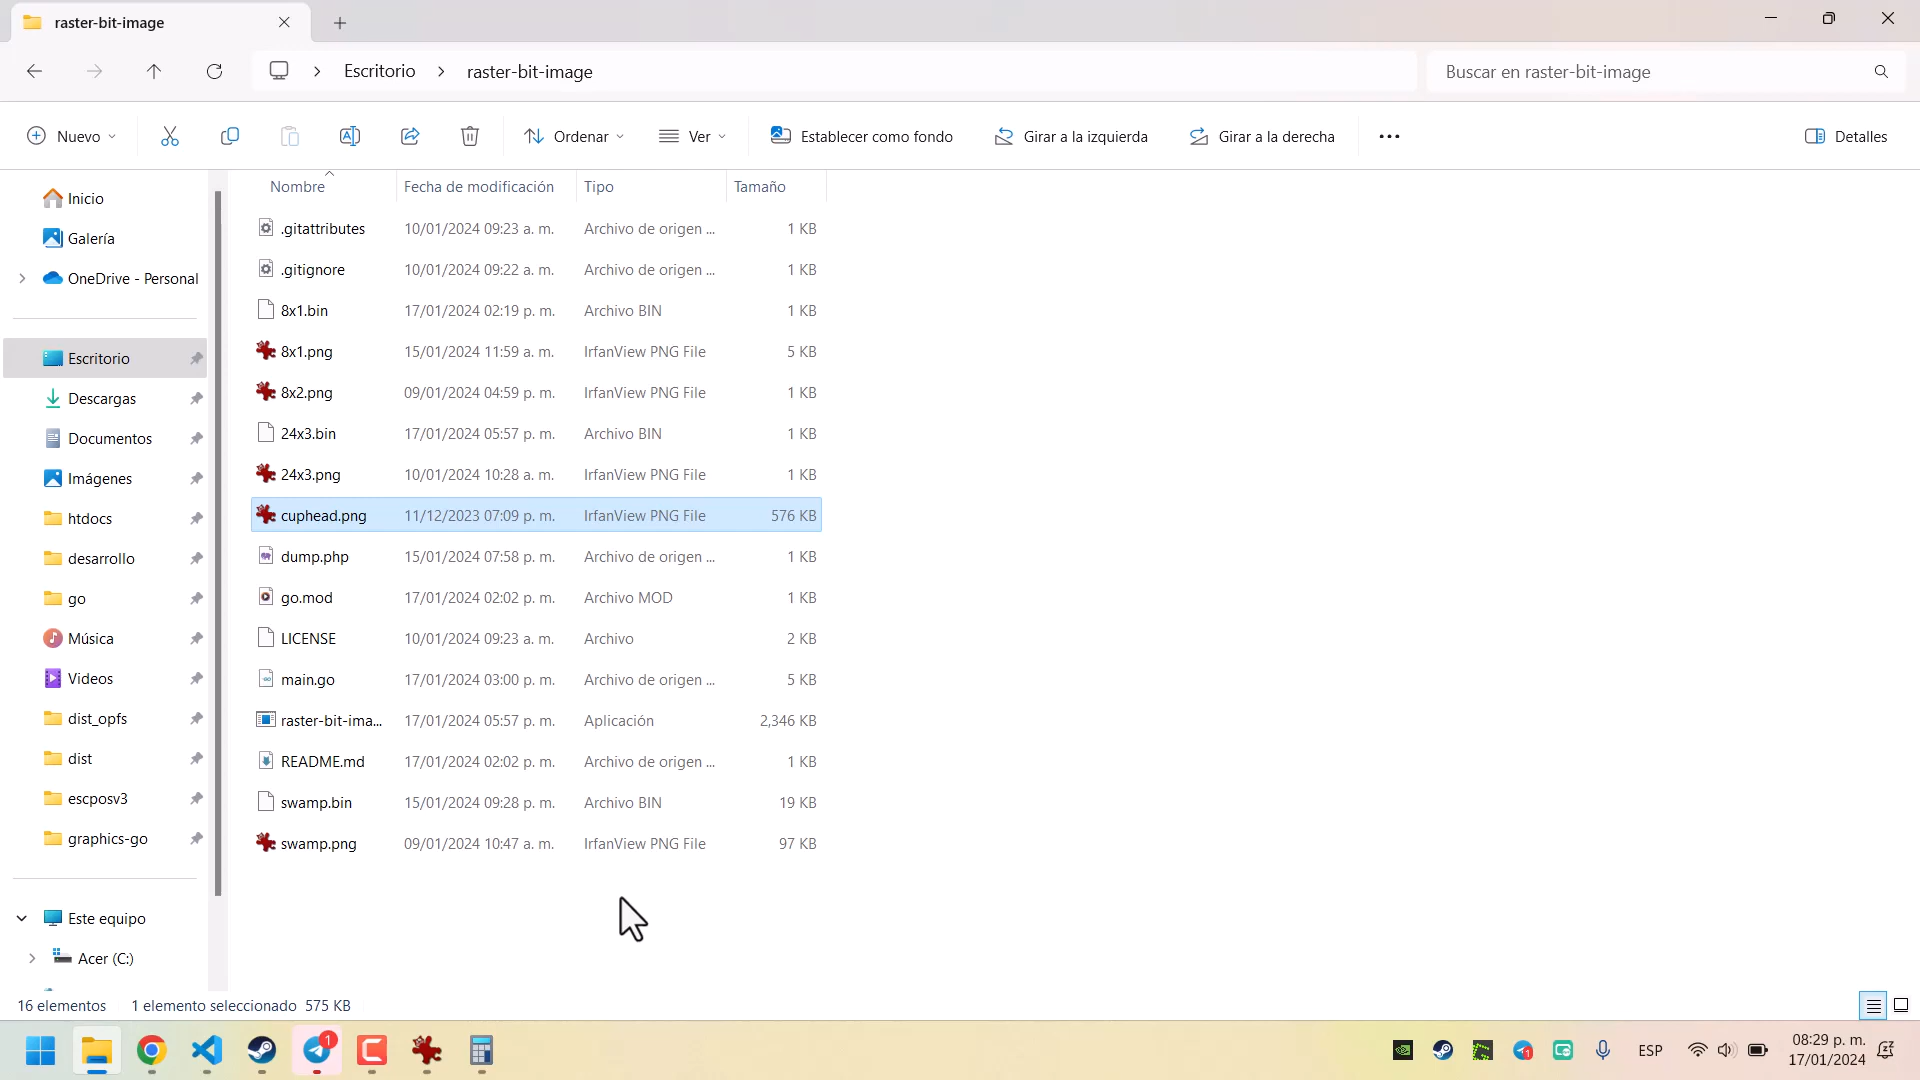 raster-bit-image
Escritorio
raster-bit-image
Buscar en raster-bit-image
Nuevo
Ordenar
Ver
Establecer como fondo
Girar a la izquierda
Girar a la derecha
Detalles
Inicio
Galería
OneDrive - Personal
Escritorio
Descargas
Documentos
Imágenes
htdocs
desarrollo
go
Música
Videos
dist_opfs
dist
escposv3
graphics-go
Este equipo
Acer (C:)
Nombre Fecha de modificación Tipo Tamaño
.gitattributes 10/01/2024 09:23 a. m. Archivo de origen ... 1 KB
.gitignore 10/01/2024 09:22 a. m. Archivo de origen ... 1 KB
8x1.bin 17/01/2024 02:19 p. m. Archivo BIN 1 KB
8x1.png 15/01/2024 11:59 a. m. IrfanView PNG File 5 KB
8x2.png 09/01/2024 04:59 p. m. IrfanView PNG File 1 KB
24x3.bin 17/01/2024 05:57 p. m. Archivo BIN 1 KB
24x3.png 10/01/2024 10:28 a. m. IrfanView PNG File 1 KB
cuphead.png 11/12/2023 07:09 p. m. IrfanView PNG File 576 KB
dump.php 15/01/2024 07:58 p. m. Archivo de origen ... 1 KB
go.mod 17/01/2024 02:02 p. m. Archivo MOD 1 KB
LICENSE 10/01/2024 09:23 a. m. Archivo 2 KB
main.go 17/01/2024 03:00 p. m. Archivo de origen ... 5 KB
raster-bit-ima... 17/01/2024 05:57 p. m. Aplicación 2,346 KB
README.md 17/01/2024 02:02 p. m. Archivo de origen ... 1 KB
swamp.bin 15/01/2024 09:28 p. m. Archivo BIN 19 KB
swamp.png 09/01/2024 10:47 a. m. IrfanView PNG File 97 KB
16 elementos 1 elemento seleccionado 575 KB
1
1
ESP
08:29 p. m.
17/01/2024